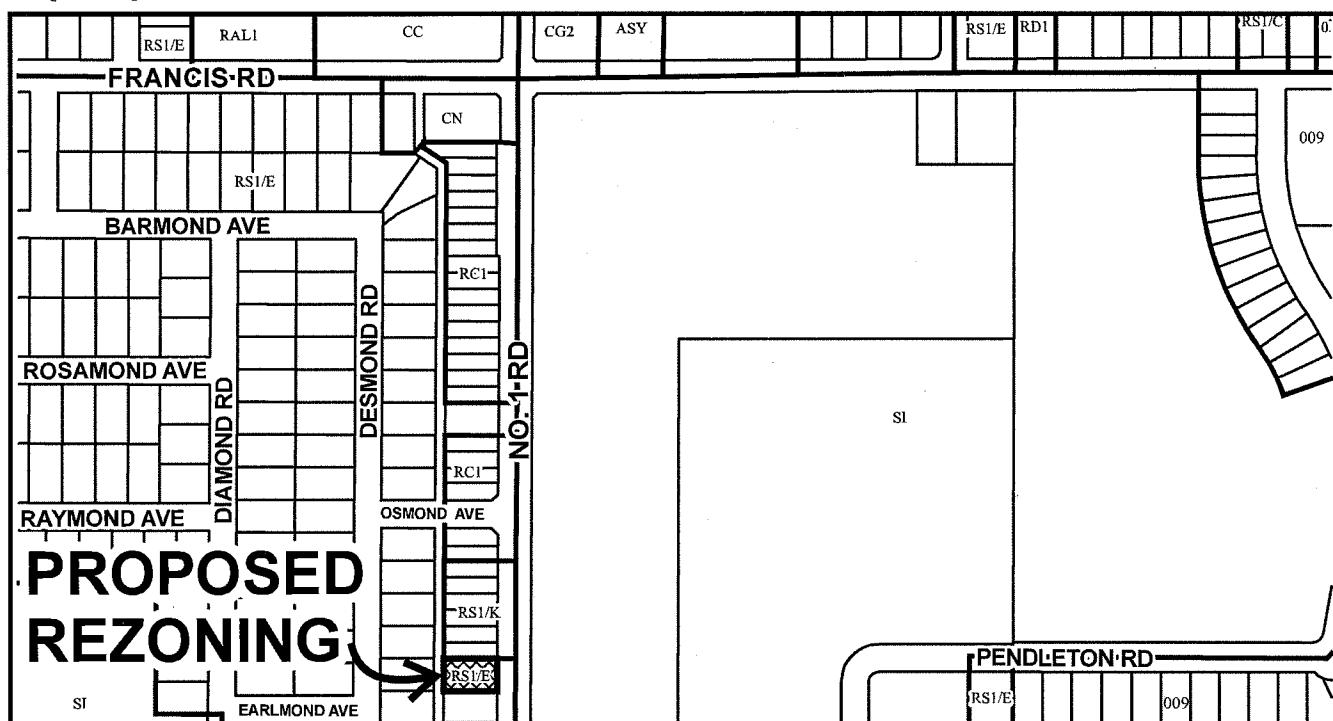 RS1/E
RAL1
CC
CG2
ASY
RS1/E
RD1
RS1/C
FRANCIS RD
CN
009
RS1/E
BARMOND AVE
RC1
DESMOND RD
NO. 1 RD
ROSAMOND AVE
DIAMOND RD
SI
RC1
RAYMOND AVE
OSMOND AVE
PROPOSED
REZONING
RS1/K
RS1/E
PENDLETON RD
SI
EARLMOND AVE
RS1/E
009